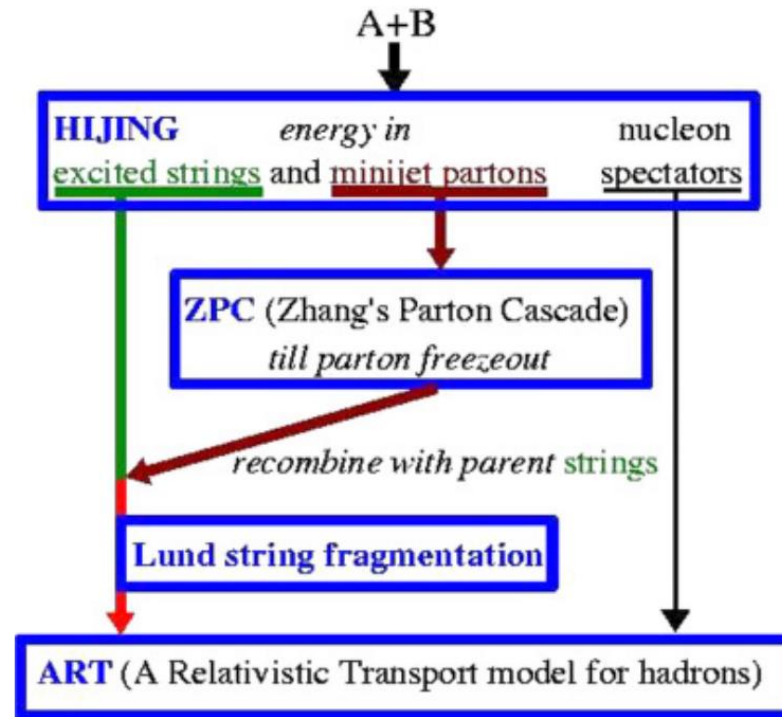 A+B
HIJING energy in nucleon
excited strings and minijet partons spectators
ZPC (Zhang's Parton Cascade)
till parton freezeout
recombine with parent strings
Lund string fragmentation
ART (A Relativistic Transport model for hadrons)